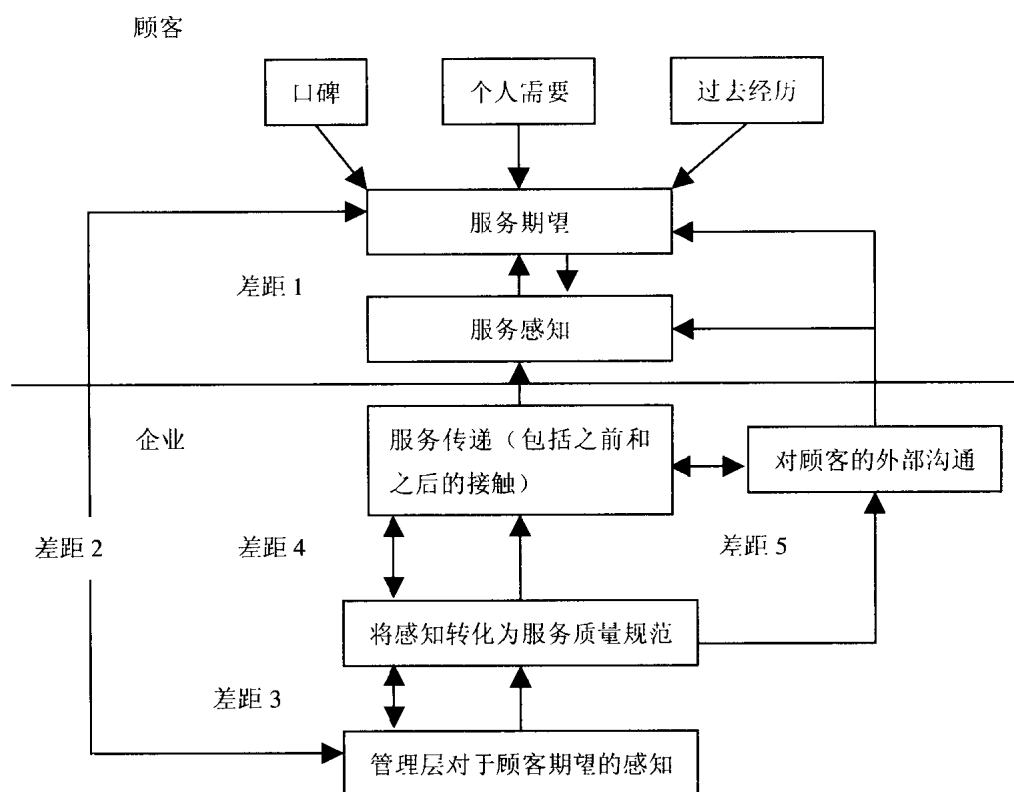 顾客
口碑
个人需要
过去经历
服务期望
差距 1
服务感知
企业
服务传递（包括之前和
之后的接触）
对顾客的外部沟通
差距 2
差距 4
差距 5
将感知转化为服务质量规范
差距 3
管理层对于顾客期望的感知